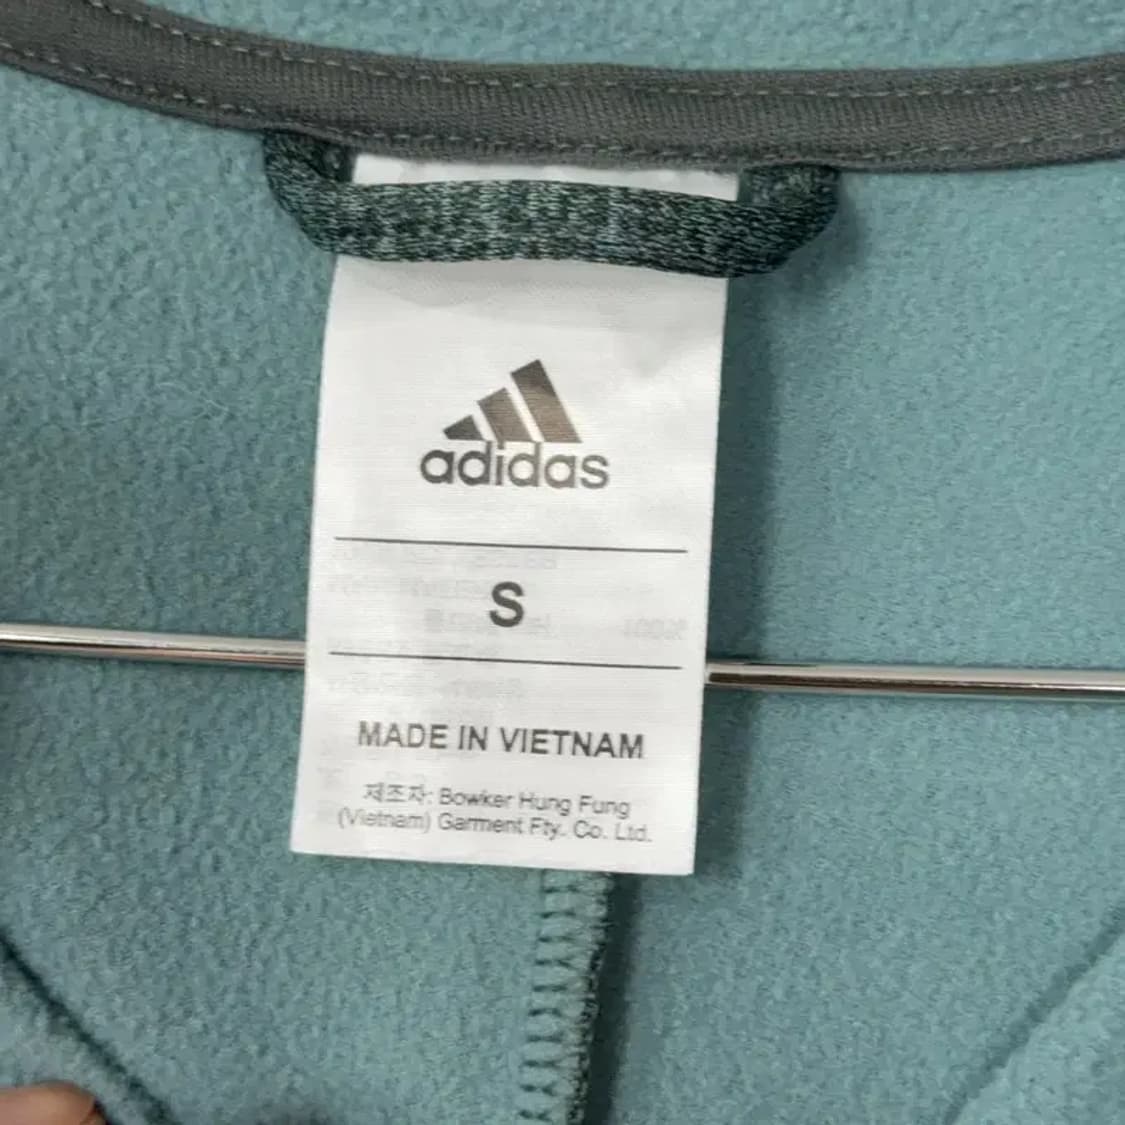 adidas
S
MADE IN VIETNAM
제조자: Bowker Hung Fung
(Vietnam) Garment Fty. Co. Ltd.